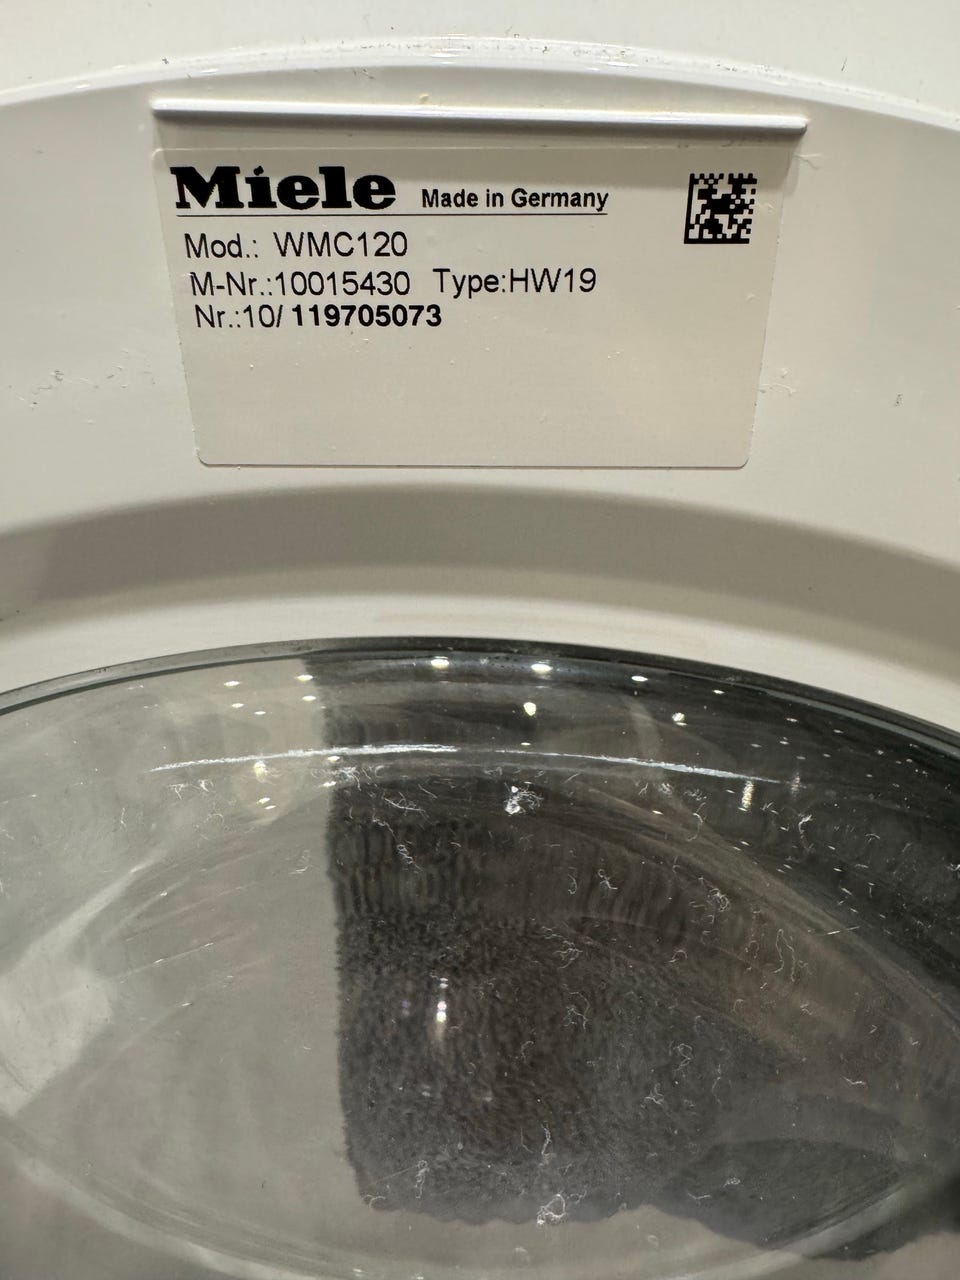 Miele Made in Germany
Mod.: WMC120
M-Nr.:10015430 Type:HW19
Nr.:10/ 119705073